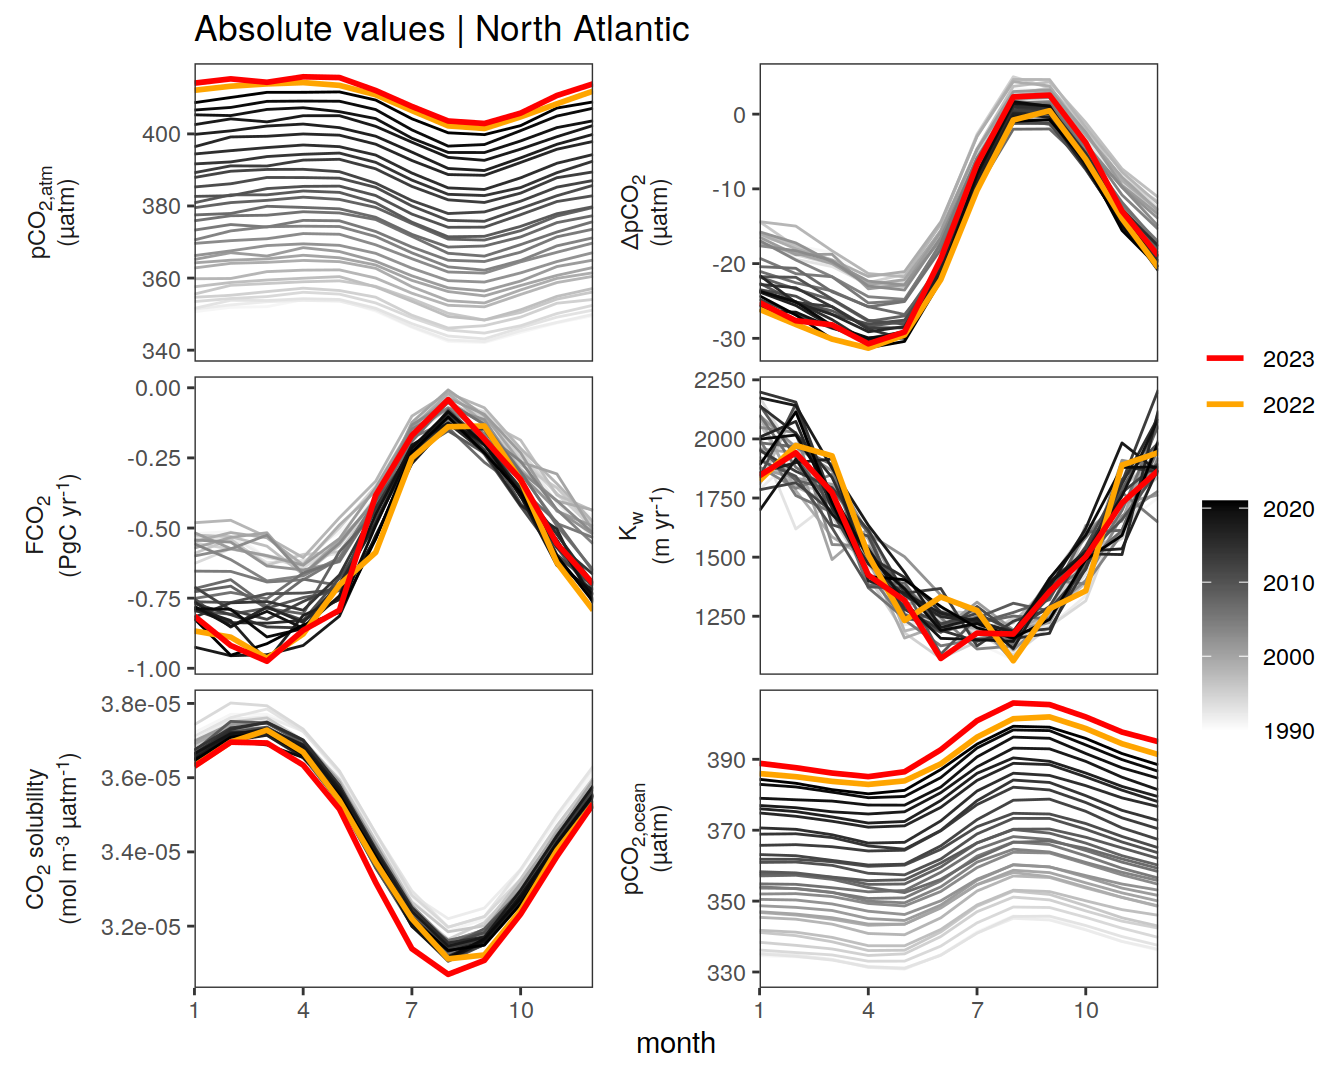 Absolute values | North Atlantic
pCO2,atm
(µatm)
400
380
360
340
ΔpCO2
(µatm)
0
-10
-20
-30
FCO2
(PgC yr-1)
0.00
-0.25
-0.50
-0.75
-1.00
Kw
(m yr-1)
2250
2000
1750
1500
1250
CO2 solubility
(mol m-3 µatm-1)
3.8e-05
3.6e-05
3.4e-05
3.2e-05
1
4
7
10
pCO2,ocean
(µatm)
390
370
350
330
1
4
7
10
month
2023
2022
2020
2010
2000
1990